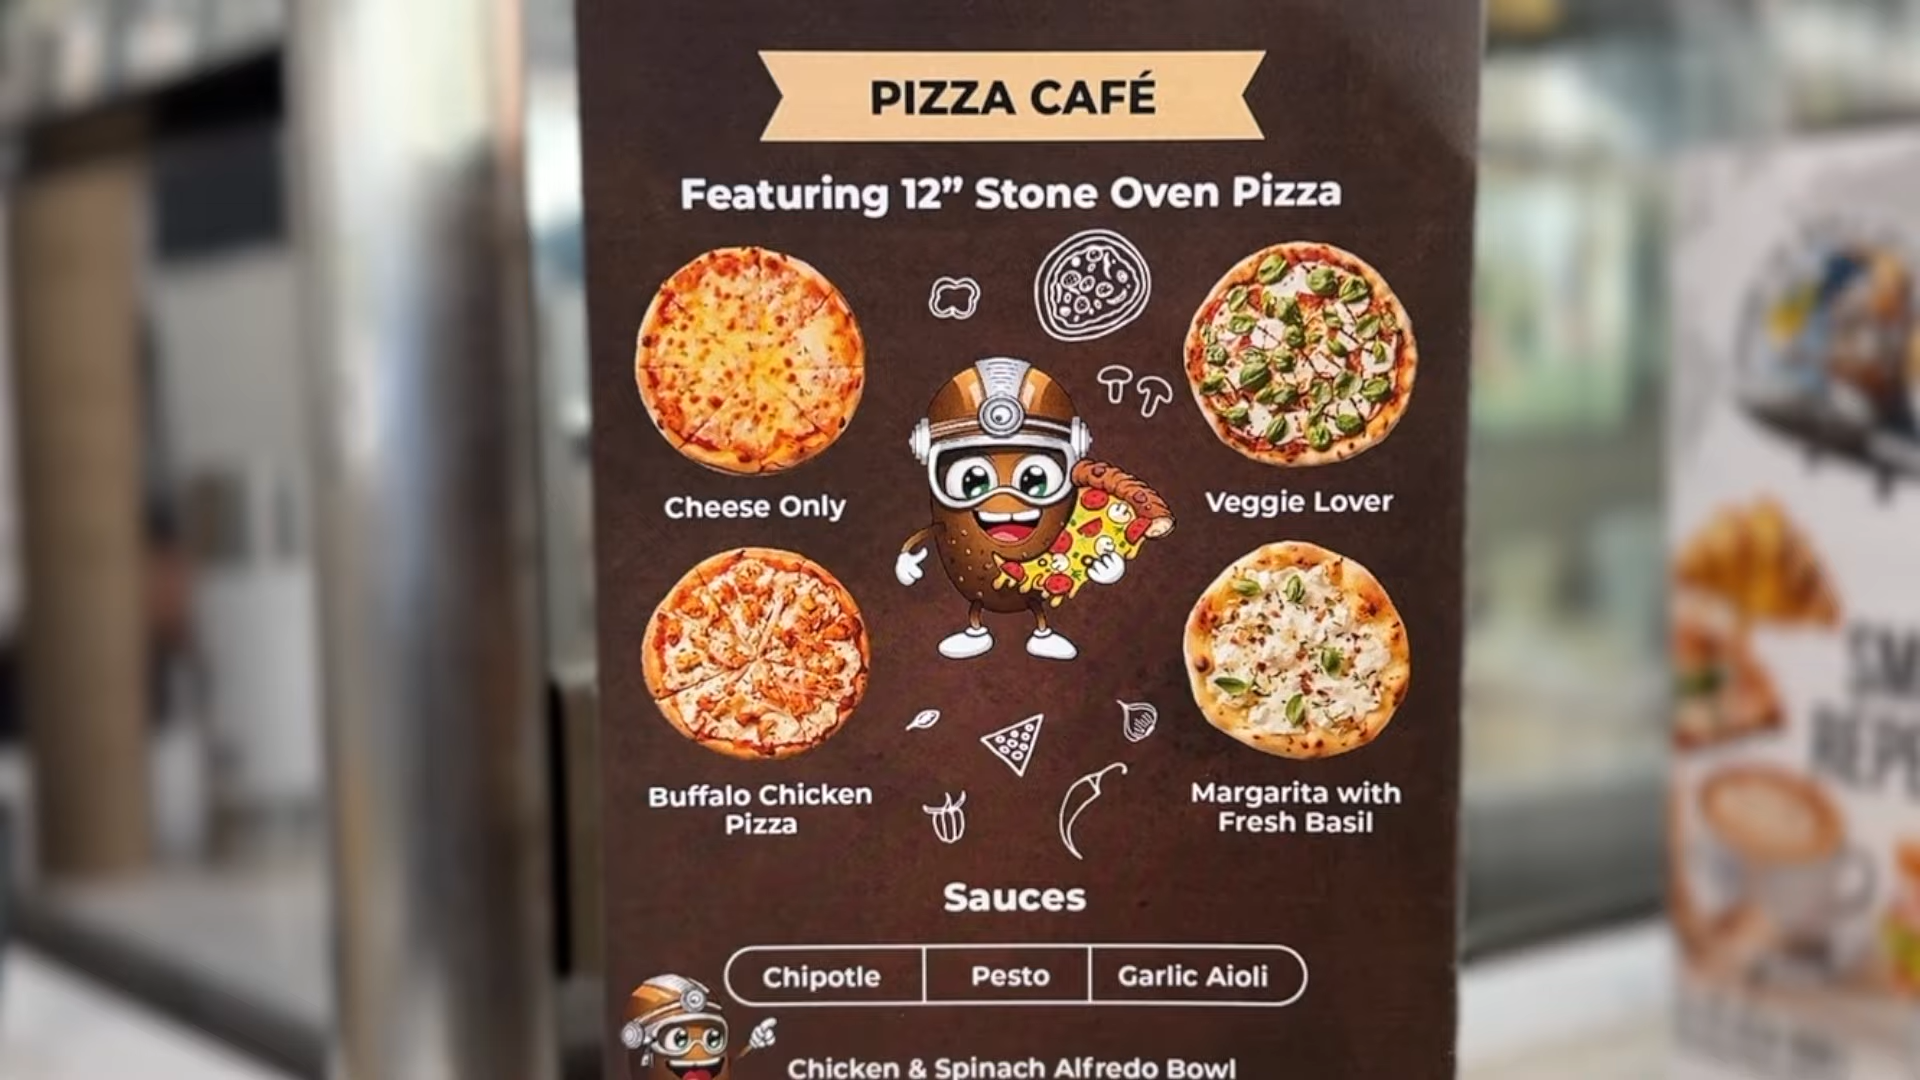 PIZZA CAFÉ
Featuring 12” Stone Oven Pizza
Cheese Only
Veggie Lover
Buffalo Chicken
Pizza
Margarita with
Fresh Basil
Sauces
Chipotle
Pesto
Garlic Aioli
Chicken & Spinach Alfredo Bowl